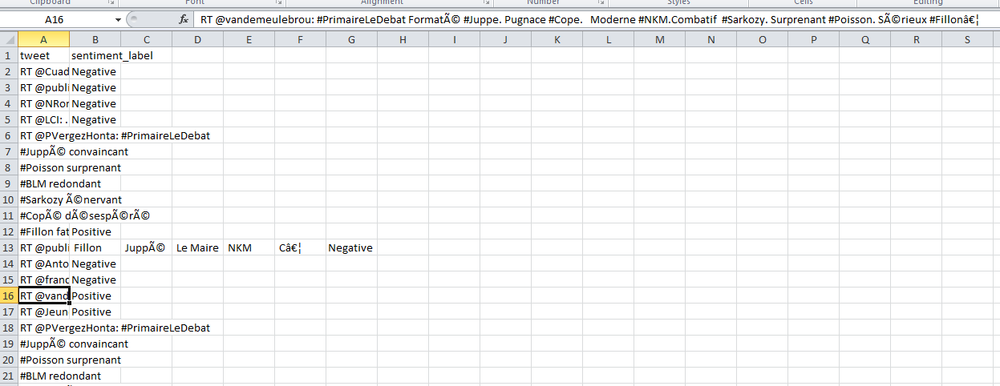 Clipboard Font Alignment Number Styles Cells Editing
A16 fx RT @vandemeulebrou: #PrimaireLeDebat FormatÃ© #Juppe. Pugnace #Cope. Moderne #NKM.Combatif #Sarkozy. Surprenant #Poisson. SÃ©rieux #Fillonâ€¦
A B C D E F G H I J K L M N O P Q R S
1 tweet sentiment_label
2 RT @Cuad Negative
3 RT @publi Negative
4 RT @NRor Negative
5 RT @LCI: . Negative
6 RT @PVergezHonta: #PrimaireLeDebat
7 #JuppÃ© convaincant
8 #Poisson surprenant
9 #BLM redondant
10 #Sarkozy Ã©nervant
11 #CopÃ© dÃ©sespÃ©rÃ©
12 #Fillon fat Positive
13 RT @publi Fillon JuppÃ© Le Maire NKM Câ€¦ Negative
14 RT @Anto Negative
15 RT @franc Negative
16 RT @vand Positive
17 RT @Jeun Positive
18 RT @PVergezHonta: #PrimaireLeDebat
19 #JuppÃ© convaincant
20 #Poisson surprenant
21 #BLM redondant